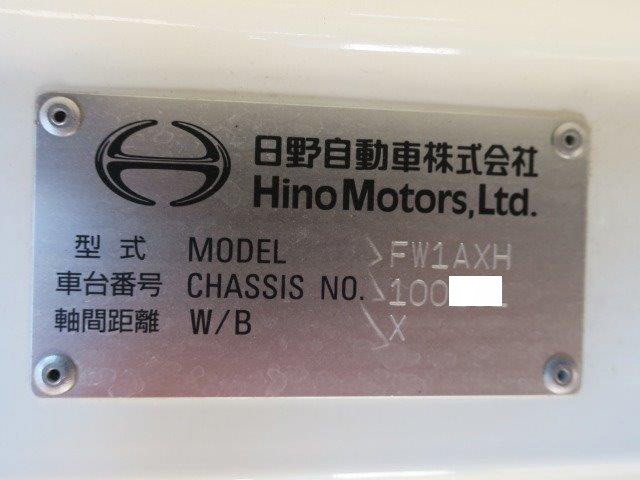 日野自動車株式会社
Hino Motors, Ltd.
型式 MODEL FW1AXH
車台番号 CHASSIS NO. 100
軸間距離 W/B X